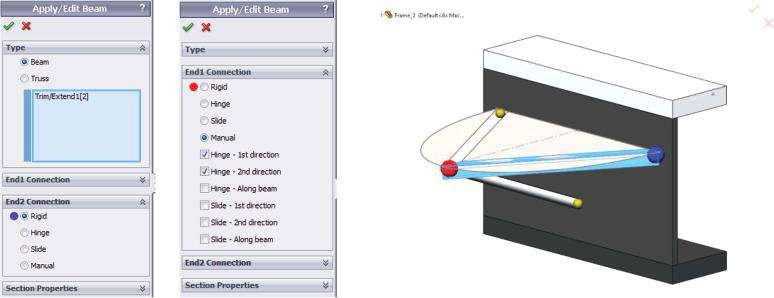 Apply/Edit Beam ?
Type
Beam
Truss
Trim/Extend1[2]
End1 Connection
End2 Connection
Rigid
Hinge
Slide
Manual
Section Properties
Apply/Edit Beam ?
Type
End1 Connection
Rigid
Hinge
Slide
Manual
Hinge - 1st direction
Hinge - 2nd direction
Hinge - Along beam
Slide - 1st direction
Slide - 2nd direction
Slide - Along beam
End2 Connection
Section Properties
Frame_2 (Default<As Mac...